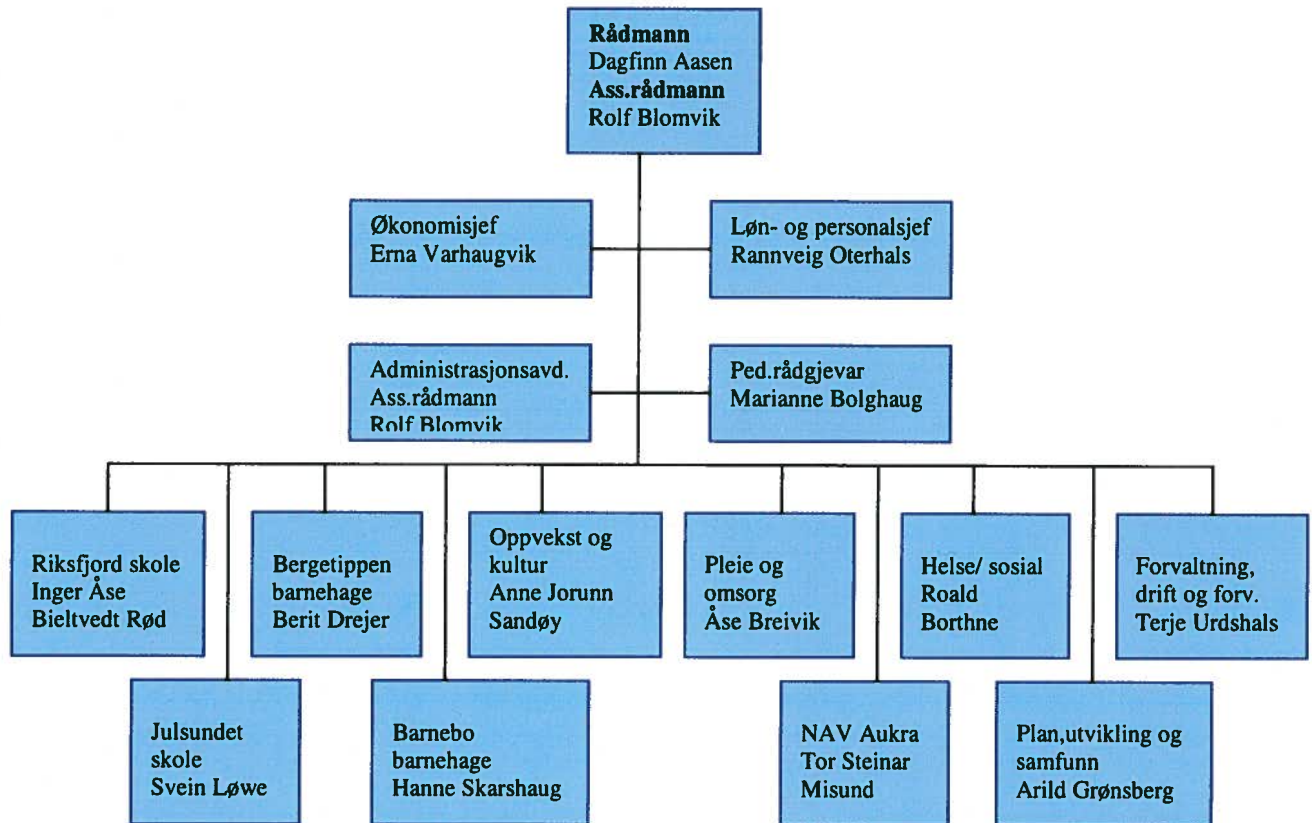 Rådmann
Dagfinn Aasen
Ass.rådmann
Rolf Blomvik
Økonomisjef
Erna Varhaugvik
Løn- og personalsjef
Rannveig Oterhals
Administrasjonsavd.
Ass.rådmann
Rolf Blomvik
Ped.rådgjevar
Marianne Bolghaug
Riksfjord skole
Inger Åse
Bieltvedt Rød
Bergetippen
barnehage
Berit Drejer
Oppvekst og
kultur
Anne Jorunn
Sandøy
Pleie og
omsorg
Åse Breivik
Helse/ sosial
Roald
Borthne
Forvaltning,
drift og forv.
Terje Urdshals
Julsundet
skole
Svein Løwe
Barnebo
barnehage
Hanne Skarshaug
NAV Aukra
Tor Steinar
Misund
Plan,utvikling og
samfunn
Arild Grønsberg